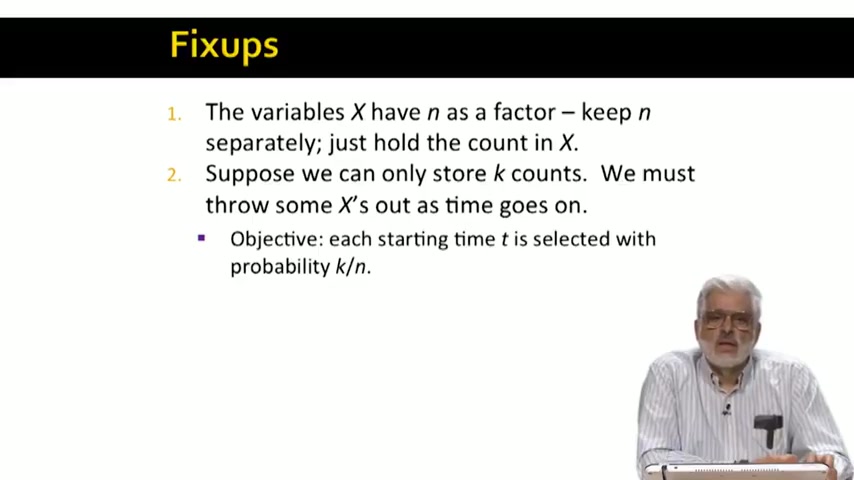 Fixups
1. The variables X have n as a factor – keep n
separately; just hold the count in X.
2. Suppose we can only store k counts. We must
throw some X's out as time goes on.
▪ Objective: each starting time t is selected with
probability k/n.